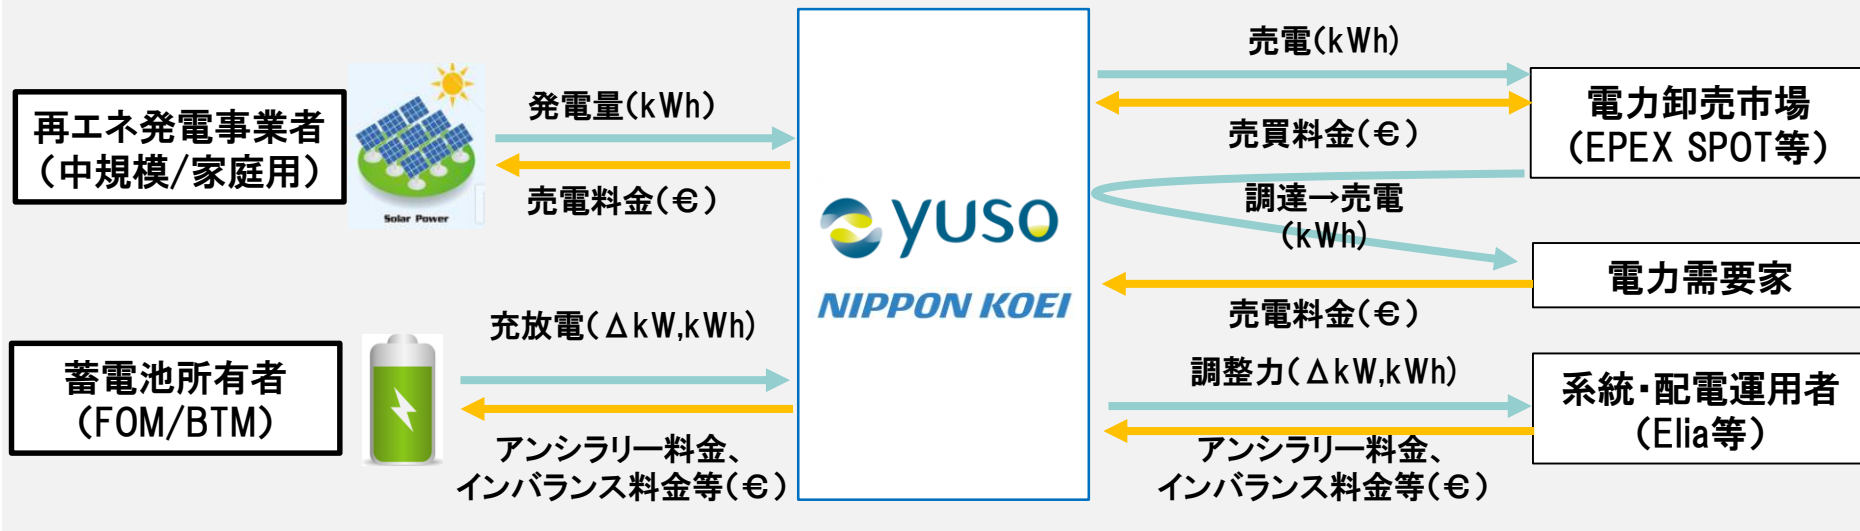 再エネ発電事業者
（中規模/家庭用）
Solar Power
発電量(kWh)
売電料金(€)
蓄電池所有者
(FOM/BTM)
充放電(ΔkW,kWh)
アンシラリー料金、
インバランス料金等(€)
yuso
NIPPON KOEI
売電(kWh)
売買料金(€)
調達→売電
(kWh)
売電料金(€)
調整力(ΔkW,kWh)
アンシラリー料金、
インバランス料金等(€)
電力卸売市場
(EPEX SPOT等)
電力需要家
系統・配電運用者
(Elia等)